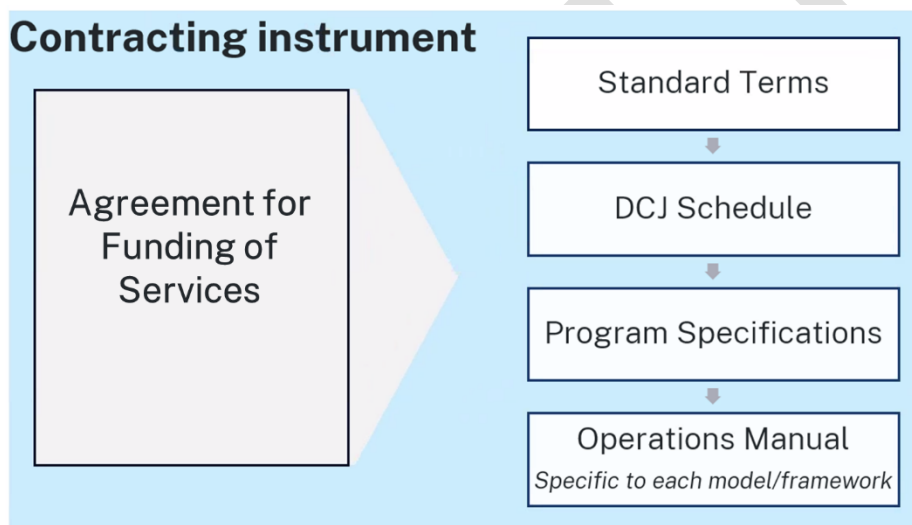 Contracting instrument
Agreement for
Funding of
Services
Standard Terms
DCJ Schedule
Program Specifications
Operations Manual
Specific to each model/framework